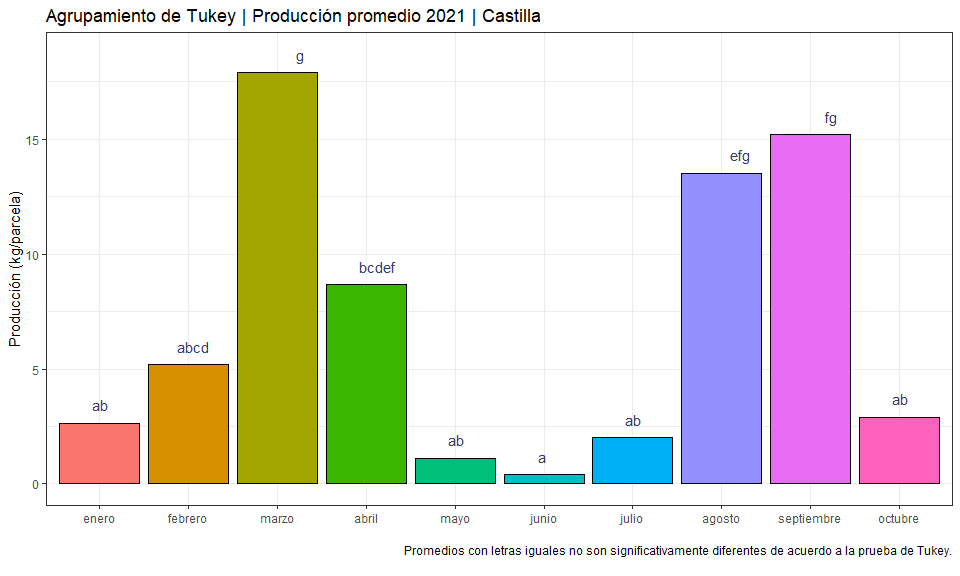 Agrupamiento de Tukey | Producción promedio 2021 | Castilla
Producción (kg/parcela)
15
10
5
0
ab
abcd
g
bcdef
ab
a
ab
efg
fg
ab
enero febrero marzo abril mayo junio julio agosto septiembre octubre
Promedios con letras iguales no son significativamente diferentes de acuerdo a la prueba de Tukey.